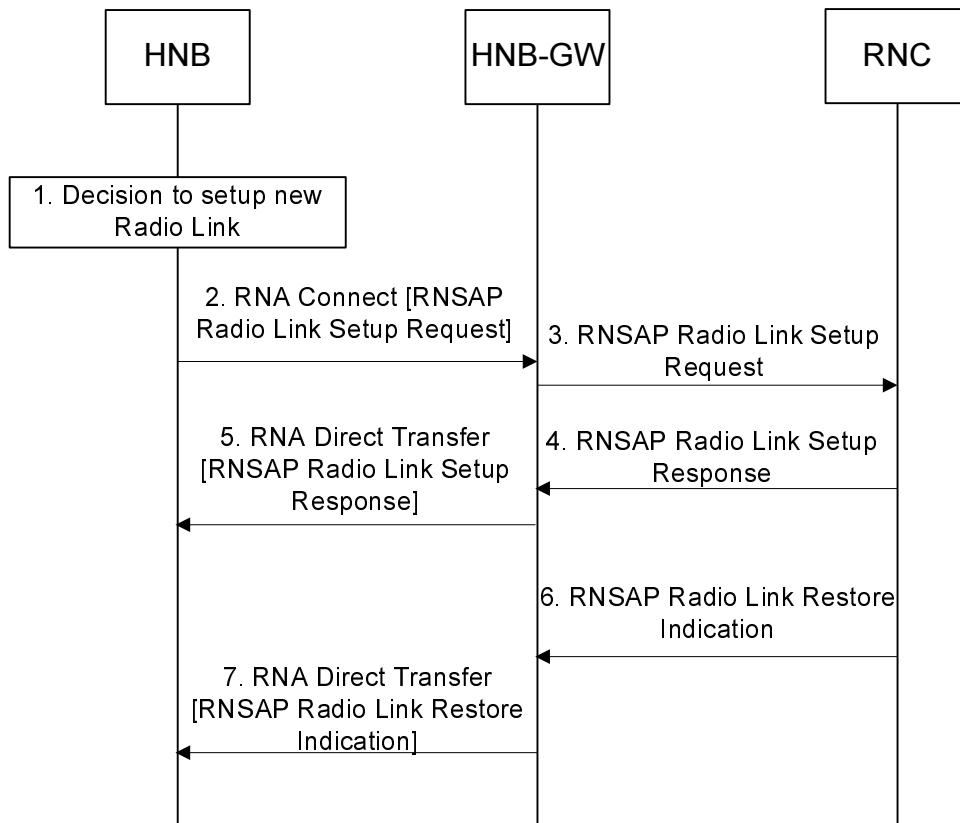 HNB
HNB-GW
RNC
1. Decision to setup new
Radio Link
2. RNA Connect [RNSAP
Radio Link Setup Request]
3. RNSAP Radio Link Setup
Request
5. RNA Direct Transfer
[RNSAP Radio Link Setup
Response]
4. RNSAP Radio Link Setup
Response
6. RNSAP Radio Link Restore
Indication
7. RNA Direct Transfer
[RNSAP Radio Link Restore
Indication]